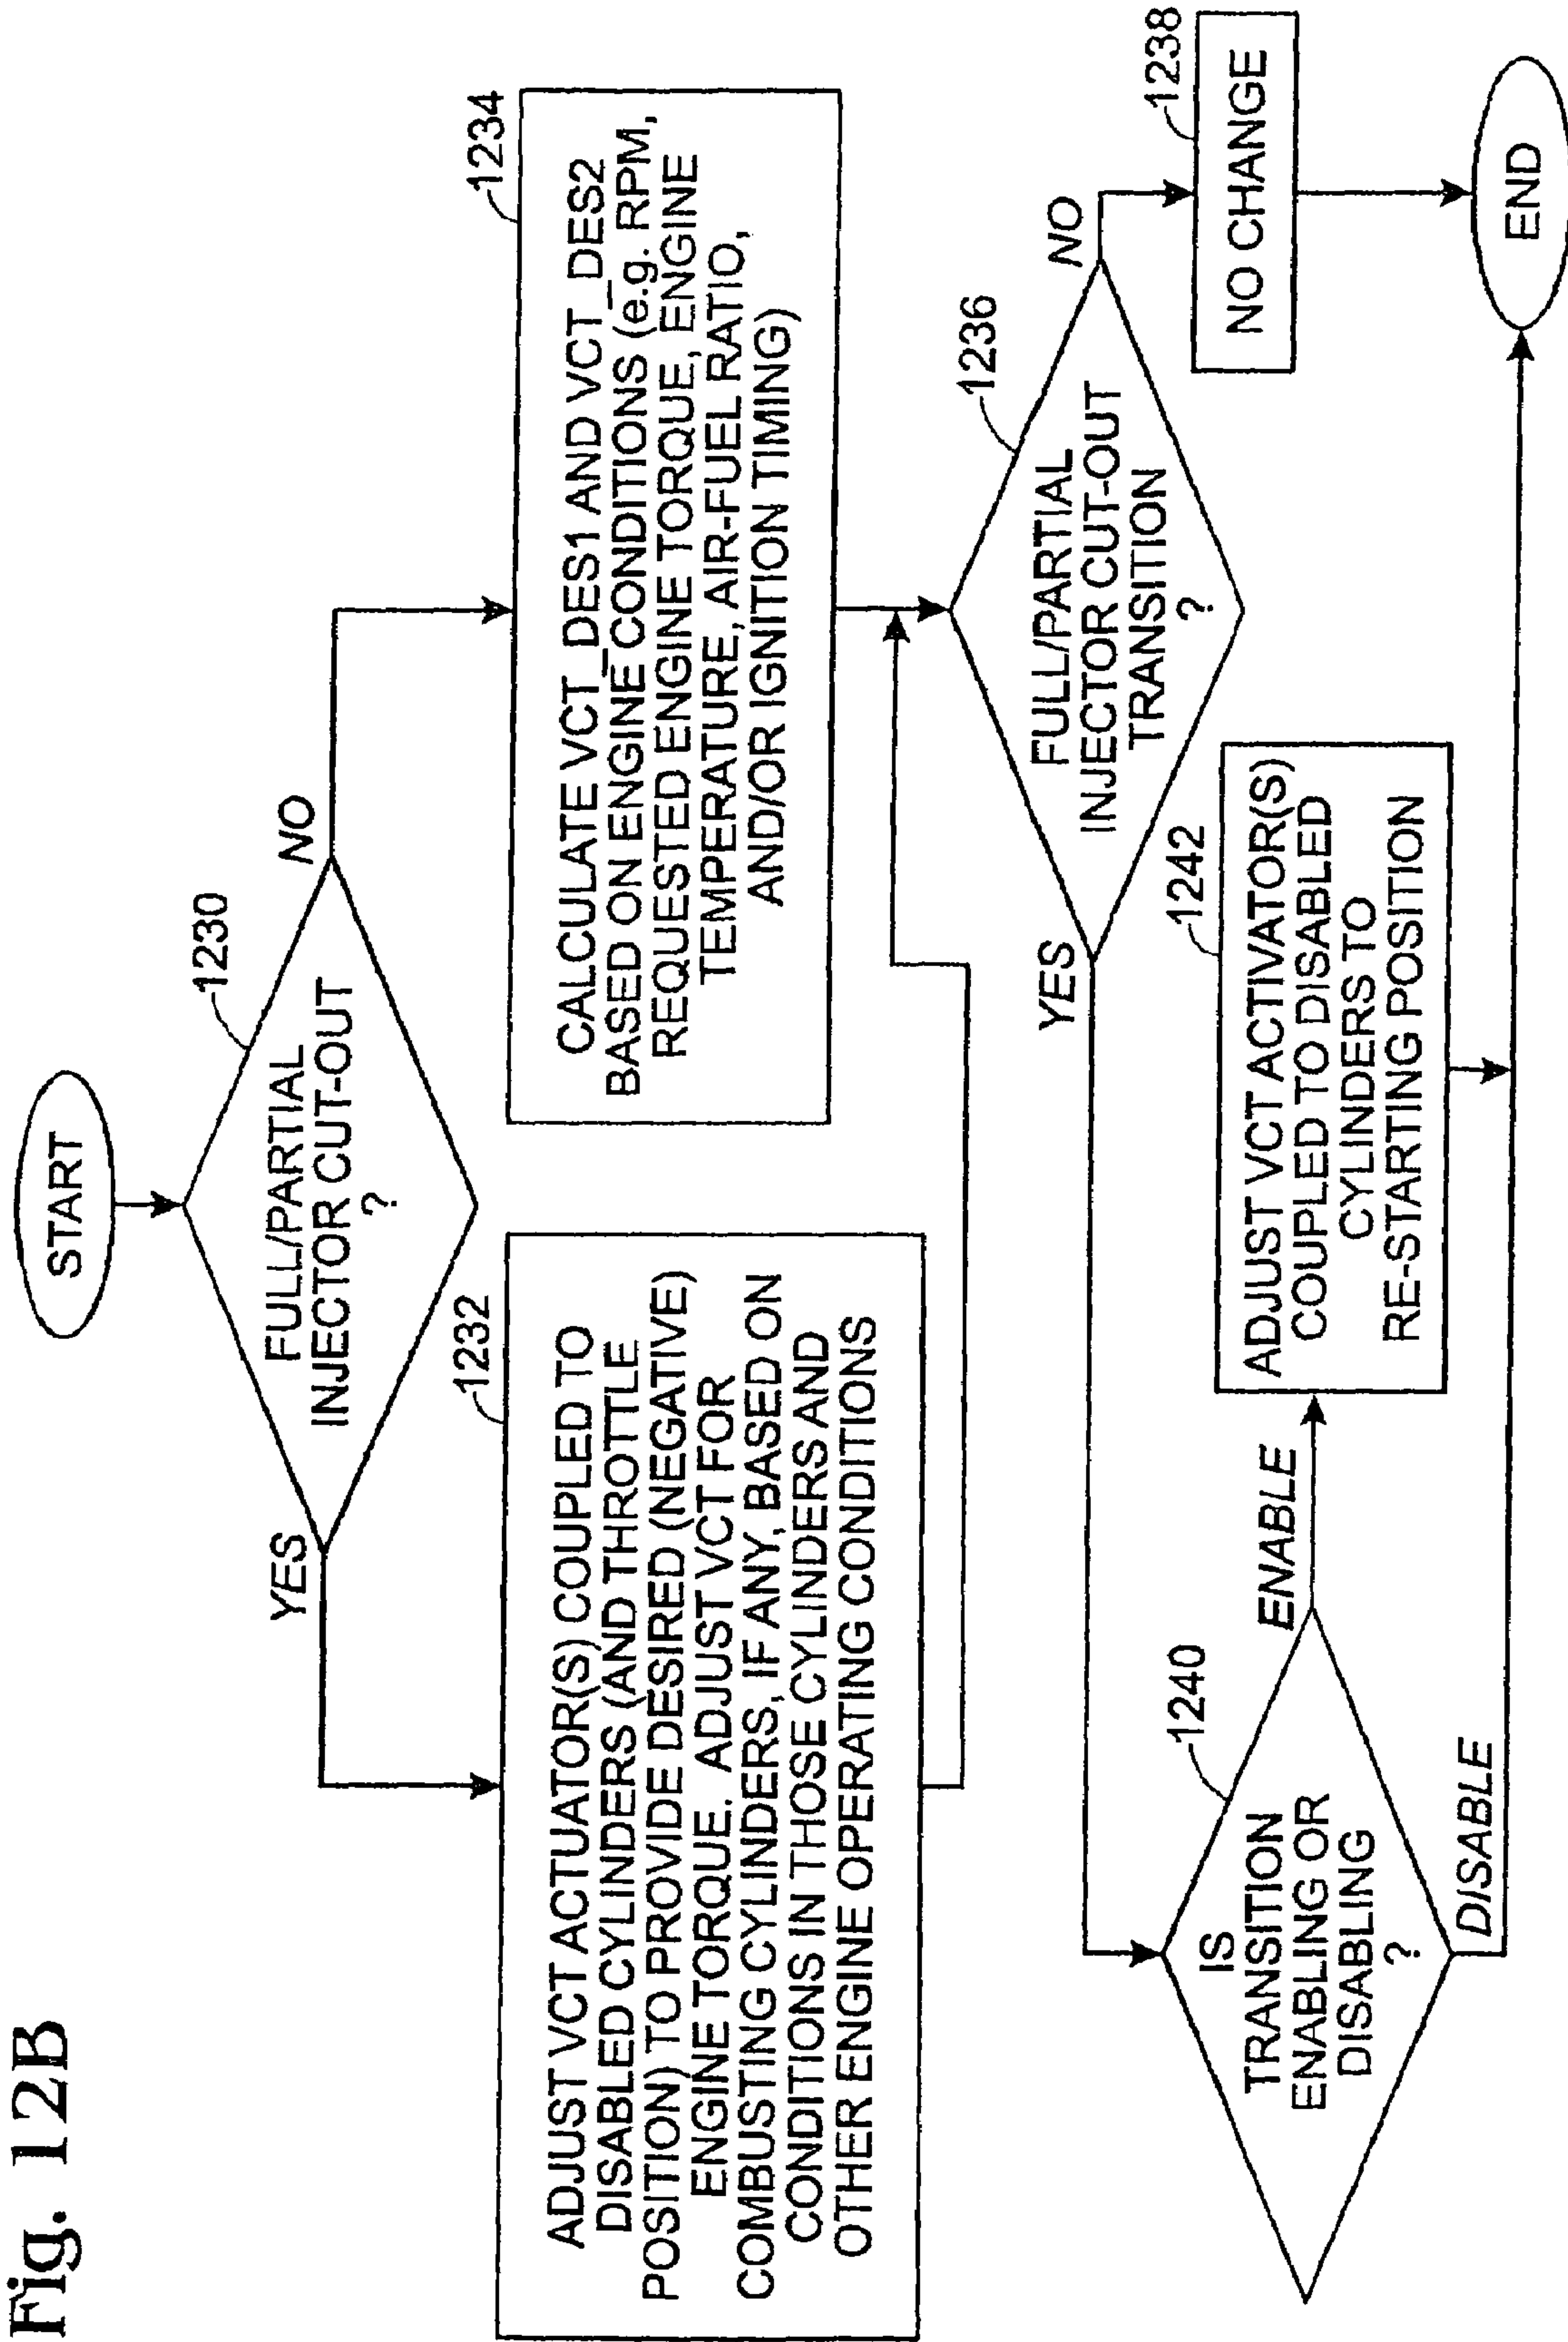 Fig. 12B
START
1230
FULL/PARTIAL
INJECTOR CUT-OUT
?
YES
NO
1232
ADJUST VCT ACTUATOR(S) COUPLED TO
DISABLED CYLINDERS (AND THROTTLE
POSITION) TO PROVIDE DESIRED (NEGATIVE)
ENGINE TORQUE. ADJUST VCT FOR
COMBUSTING CYLINDERS, IF ANY, BASED ON
CONDITIONS IN THOSE CYLINDERS AND
OTHER ENGINE OPERATING CONDITIONS
1234
CALCULATE VCT_DES1 AND VCT_DES2
BASED ON ENGINE CONDITIONS (e.g. RPM,
REQUESTED ENGINE TORQUE, ENGINE
TEMPERATURE, AIR-FUEL RATIO,
AND/OR IGNITION TIMING)
1236
FULL/PARTIAL
INJECTOR CUT-OUT
TRANSITION
?
YES
NO
1238
NO CHANGE
1240
IS
TRANSITION
ENABLING OR
DISABLING
?
ENABLE
DISABLE
1242
ADJUST VCT ACTIVATOR(S)
COUPLED TO DISABLED
CYLINDERS TO
RE-STARTING POSITION
END